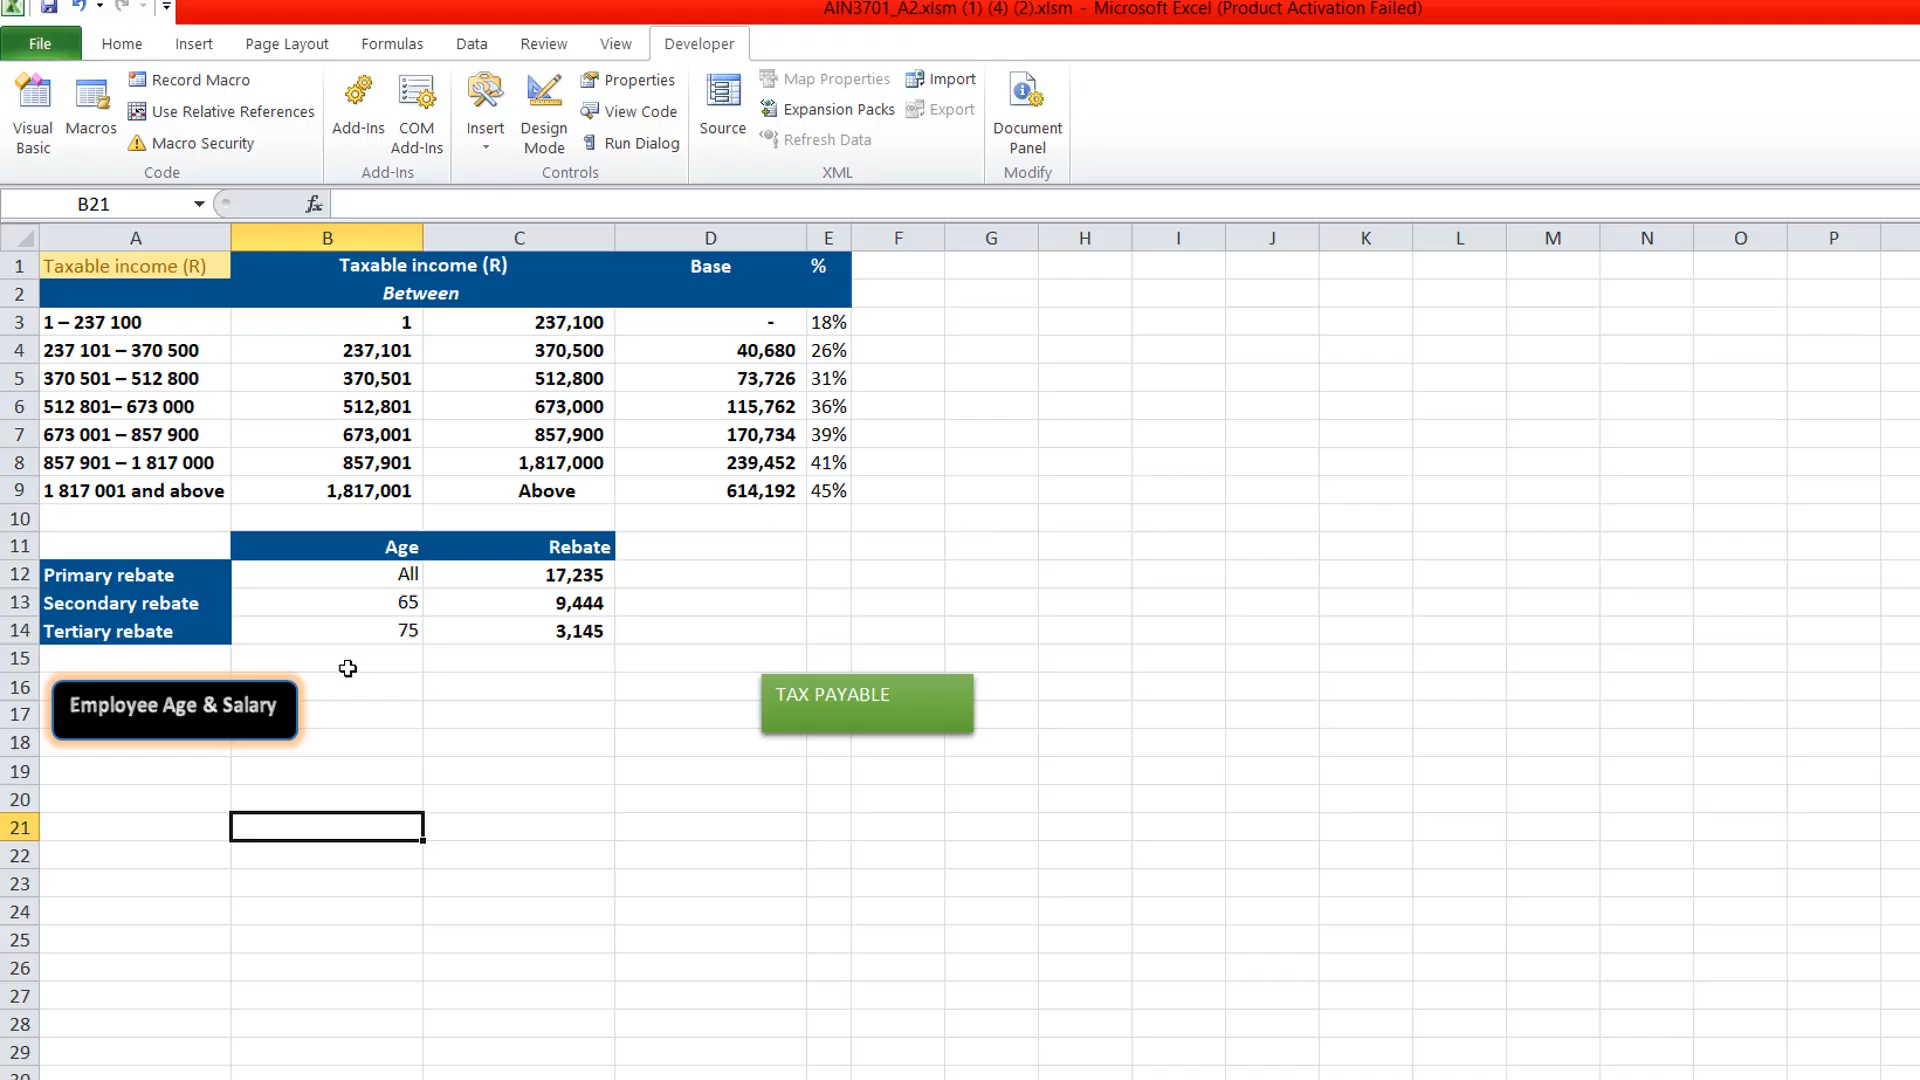 AIN3701_A2.xlsm (1) (4) (2).xlsm - Microsoft Excel (Product Activation Failed)
File Home Insert Page Layout Formulas Data Review View Developer
Visual Basic
Macros
Record Macro
Use Relative References
Macro Security
Code
Add-Ins
COM Add-Ins
Add-Ins
Insert
Design Mode
Properties
View Code
Run Dialog
Controls
Source
Map Properties
Expansion Packs
Refresh Data
Import
Export
XML
Document Panel
Modify
B21 fx
A B C D E F G H I J K L M N O P
1 Taxable income (R) Taxable income (R) Base %
2 Between
3 1 – 237 100 1 237,100 - 18%
4 237 101 – 370 500 237,101 370,500 40,680 26%
5 370 501 – 512 800 370,501 512,800 73,726 31%
6 512 801– 673 000 512,801 673,000 115,762 36%
7 673 001 – 857 900 673,001 857,900 170,734 39%
8 857 901 – 1 817 000 857,901 1,817,000 239,452 41%
9 1 817 001 and above 1,817,001 Above 614,192 45%
10
11 Age Rebate
12 Primary rebate All 17,235
13 Secondary rebate 65 9,444
14 Tertiary rebate 75 3,145
15
16 Employee Age & Salary TAX PAYABLE
17
18
19
20
21
22
23
24
25
26
27
28
29
30